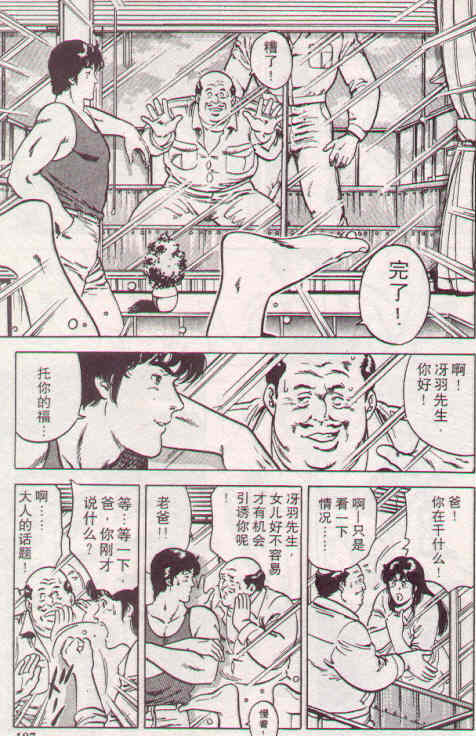 糟了！
完了！
啊！
冴羽先生，
你好！
托你的福…
爸！
你在干什么！
啊！只是
看一下
情况……
冴羽先生，
女儿好不容易
才有机会
引诱你呢
！
老爸！！
慢着！
等…等一下，
爸，你刚才
说什么？
啊……
大人的话题！
187